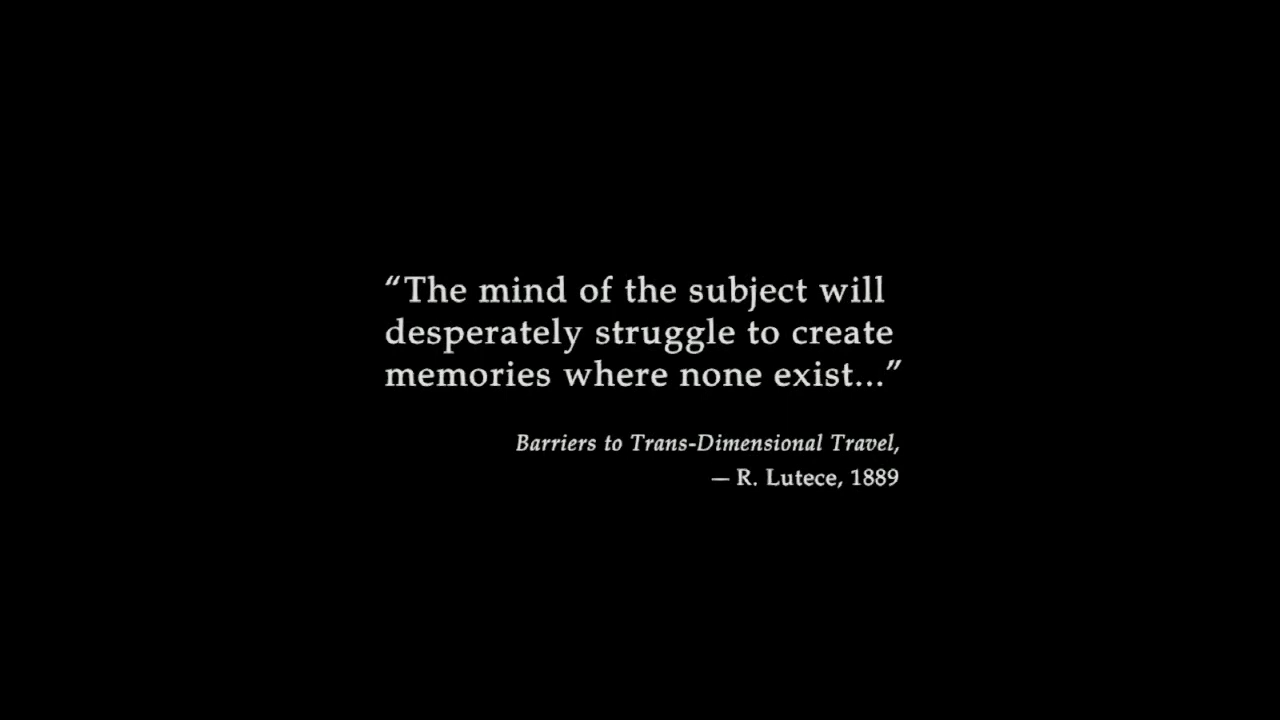 “The mind of the subject will
desperately struggle to create
memories where none exist...”
Barriers to Trans-Dimensional Travel,
— R. Lutece, 1889